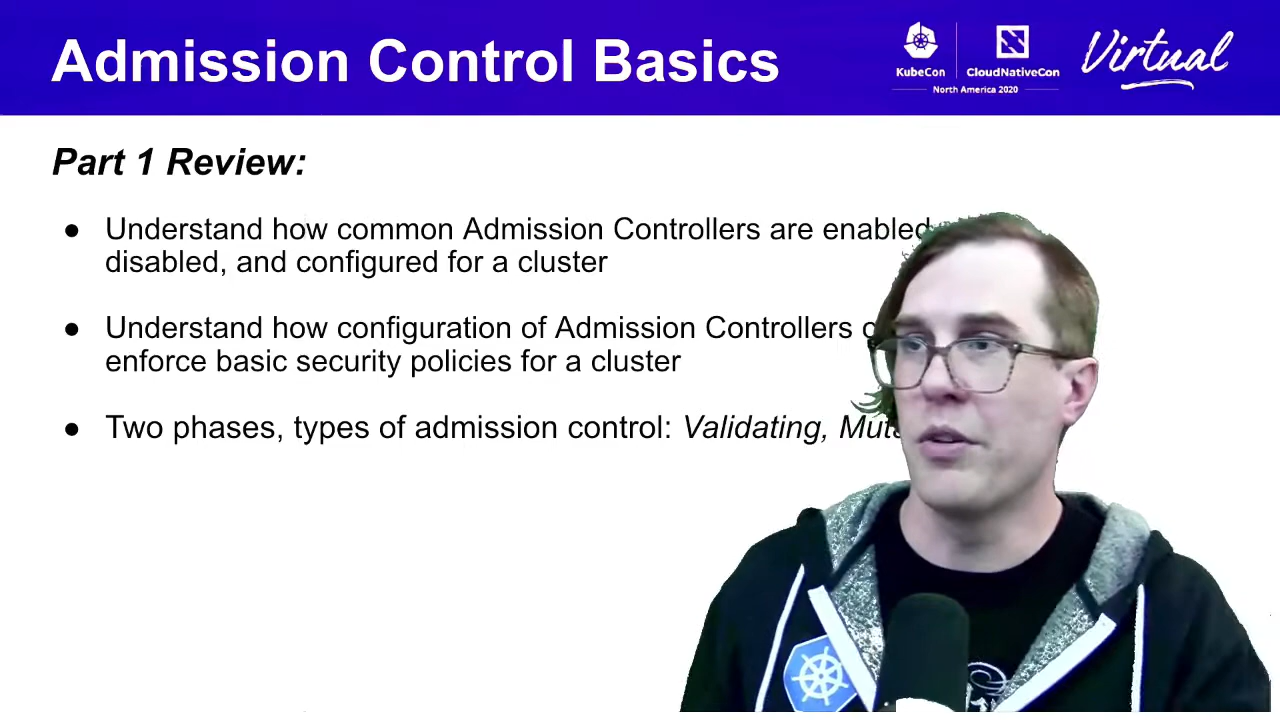 Admission Control Basics
KubeCon
CloudNativeCon
North America 2020
Virtual
Part 1 Review:
● Understand how common Admission Controllers are enabled
disabled, and configured for a cluster
● Understand how configuration of Admission Controllers
enforce basic security policies for a cluster
● Two phases, types of admission control: Validating,